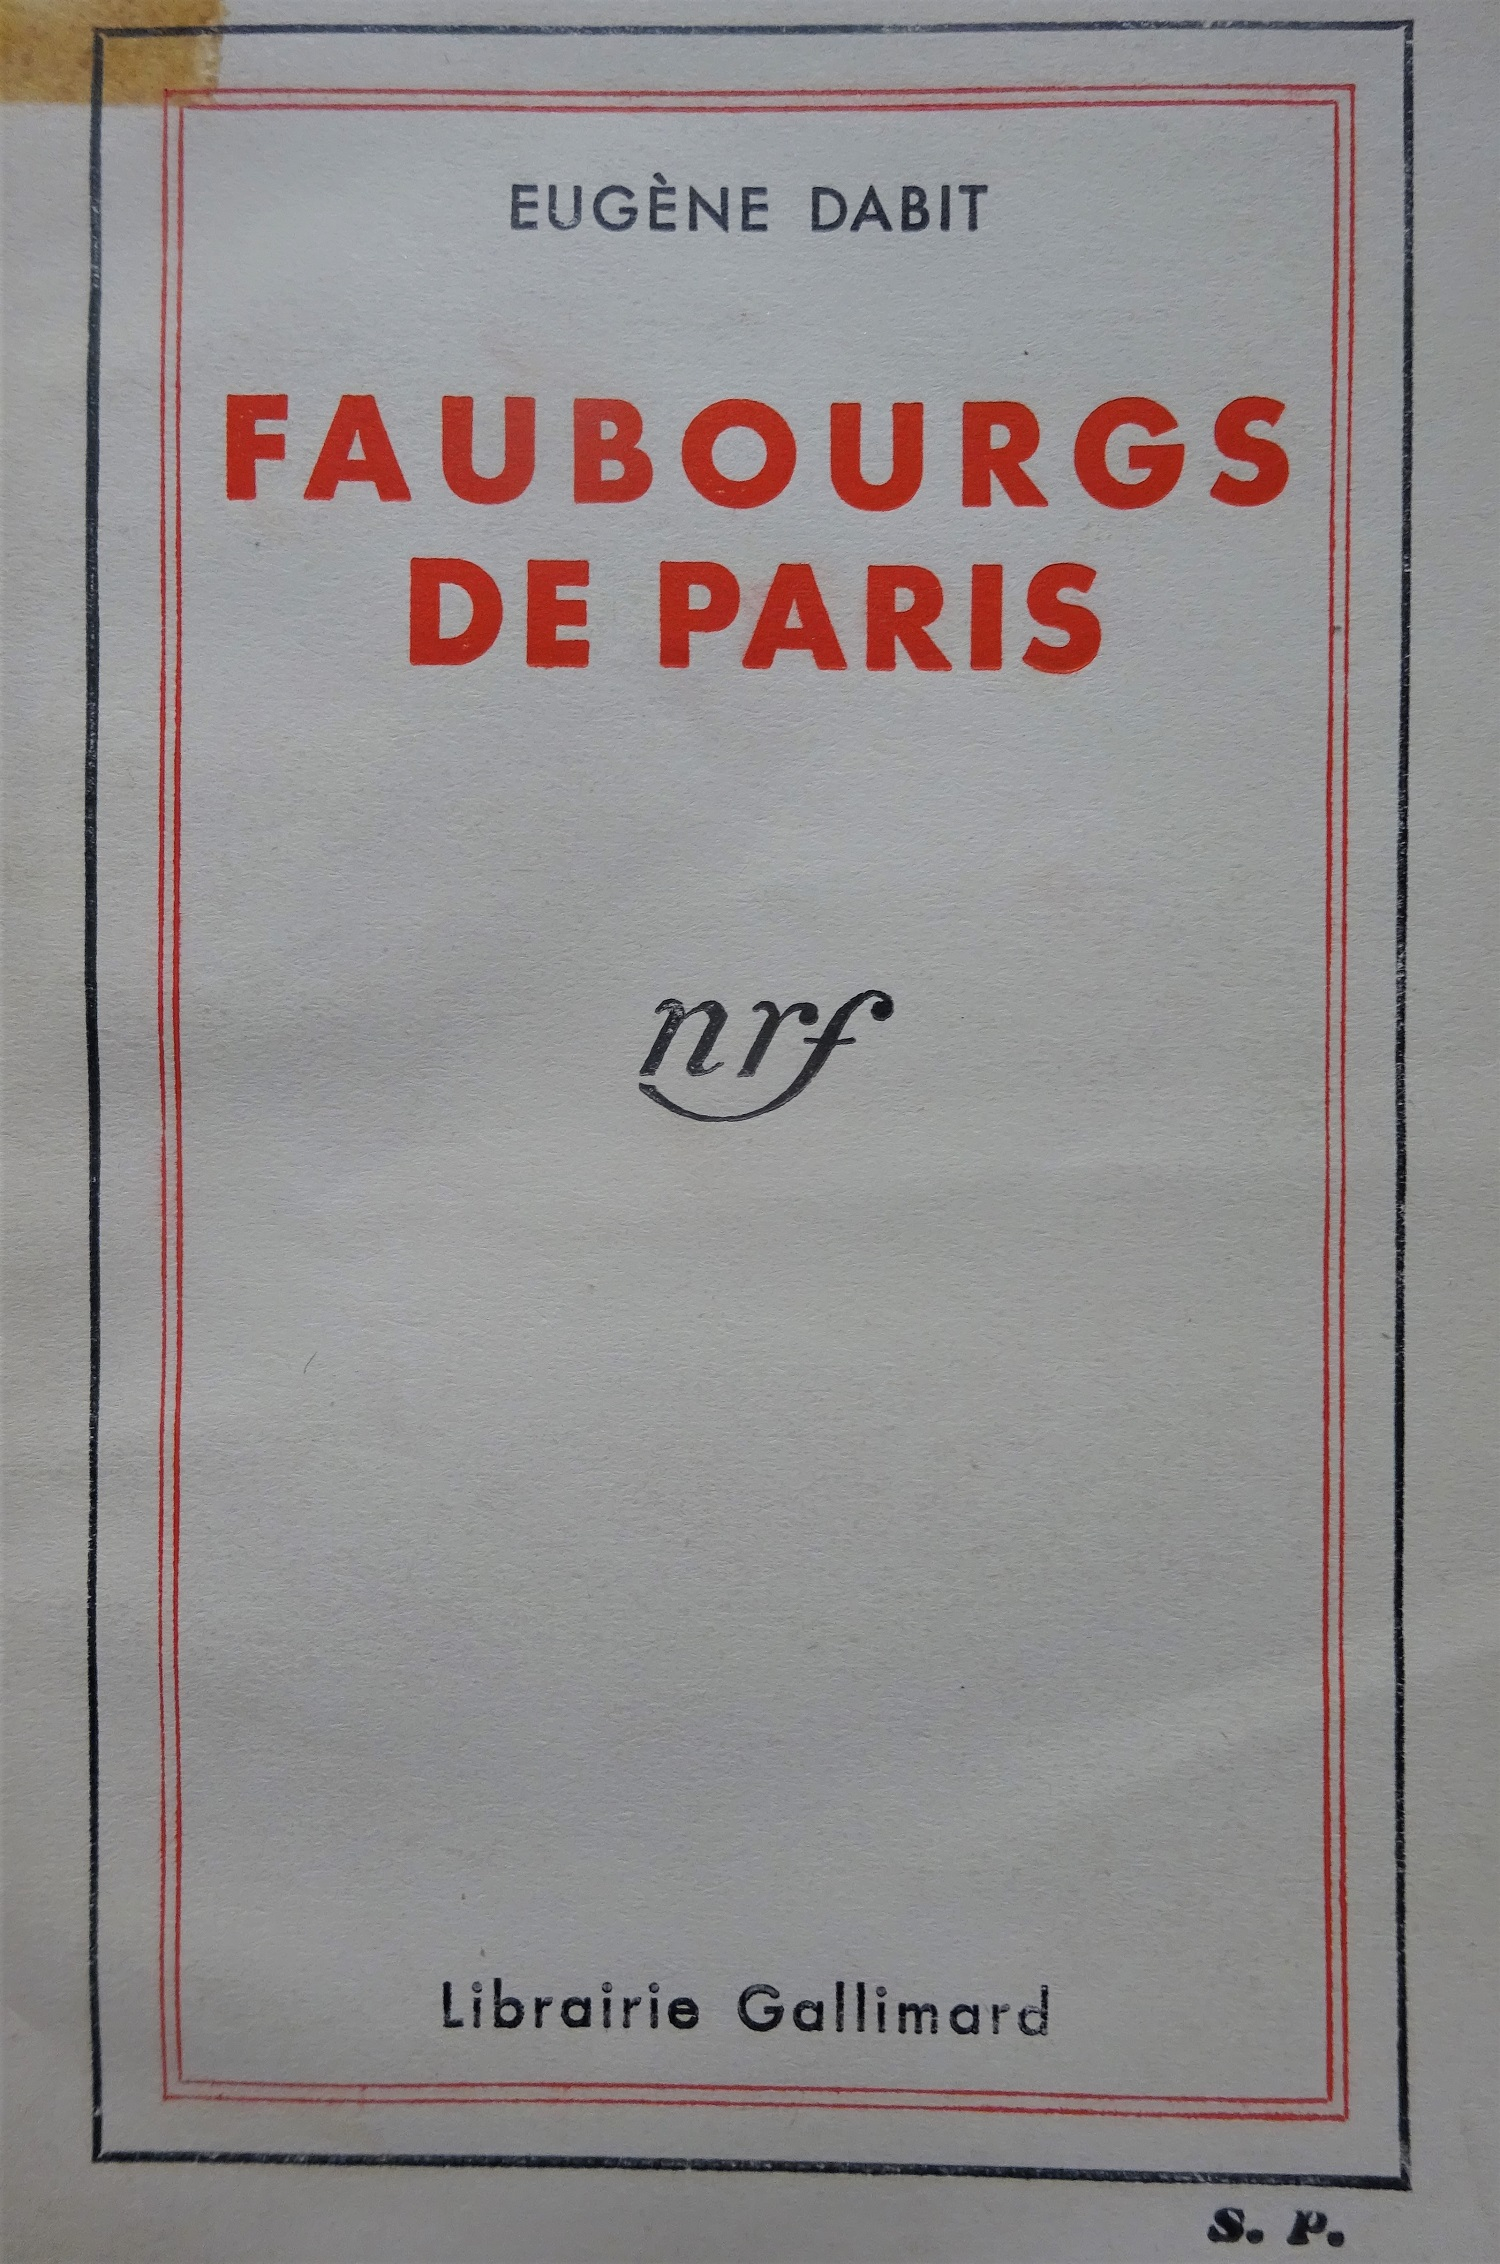 EUGÈNE DABIT
FAUBOURGS
DE PARIS
nrf
Librairie Gallimard
S. P.